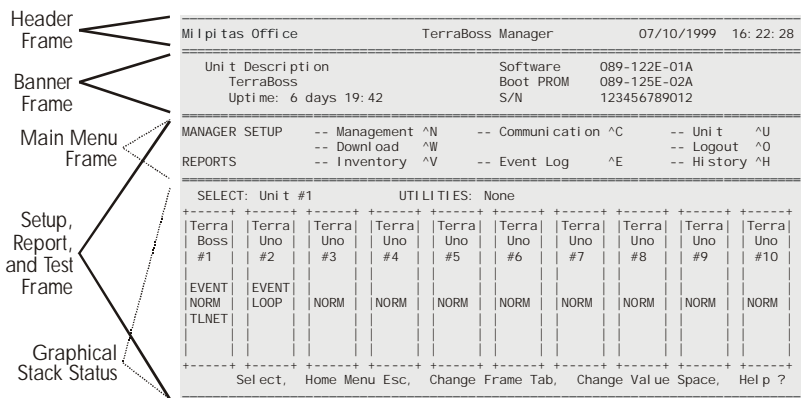 Header
Frame
Banner
Frame
Main Menu
Frame
Setup,
Report,
and Test
Frame
Graphical
Stack Status
Milpitas Office TerraBoss Manager 07/10/1999 16:22:28
Unit Description Software 089-122E-01A
TerraBoss Boot PROM 089-125E-02A
Uptime: 6 days 19:42 S/N 123456789012
MANAGER SETUP -- Management ^N -- Communication ^C -- Unit ^U
-- Download ^W -- Logout ^O
REPORTS -- Inventory ^V -- Event Log ^E -- History ^H
SELECT: Unit #1 UTILITIES: None
+-----+ +-----+ +-----+ +-----+ +-----+ +-----+ +-----+ +-----+ +-----+ +-----+
|Terra| |Terra| |Terra| |Terra| |Terra| |Terra| |Terra| |Terra| |Terra| |Terra|
| Boss| | Uno | | Uno | | Uno | | Uno | | Uno | | Uno | | Uno | | Uno | | Uno |
| #1 | | #2 | | #3 | | #4 | | #5 | | #6 | | #7 | | #8 | | #9 | | #10 |
|EVENT| |EVENT| | | | | | | | | | | | | | | | |
|NORM | |LOOP | |NORM | |NORM | |NORM | |NORM | |NORM | |NORM | |NORM | |NORM |
|TLNET| | | | | | | | | | | | | | | | | | |
+-----+ +-----+ +-----+ +-----+ +-----+ +-----+ +-----+ +-----+ +-----+ +-----+
Select, Home Menu Esc, Change Frame Tab, Change Value Space, Help ?